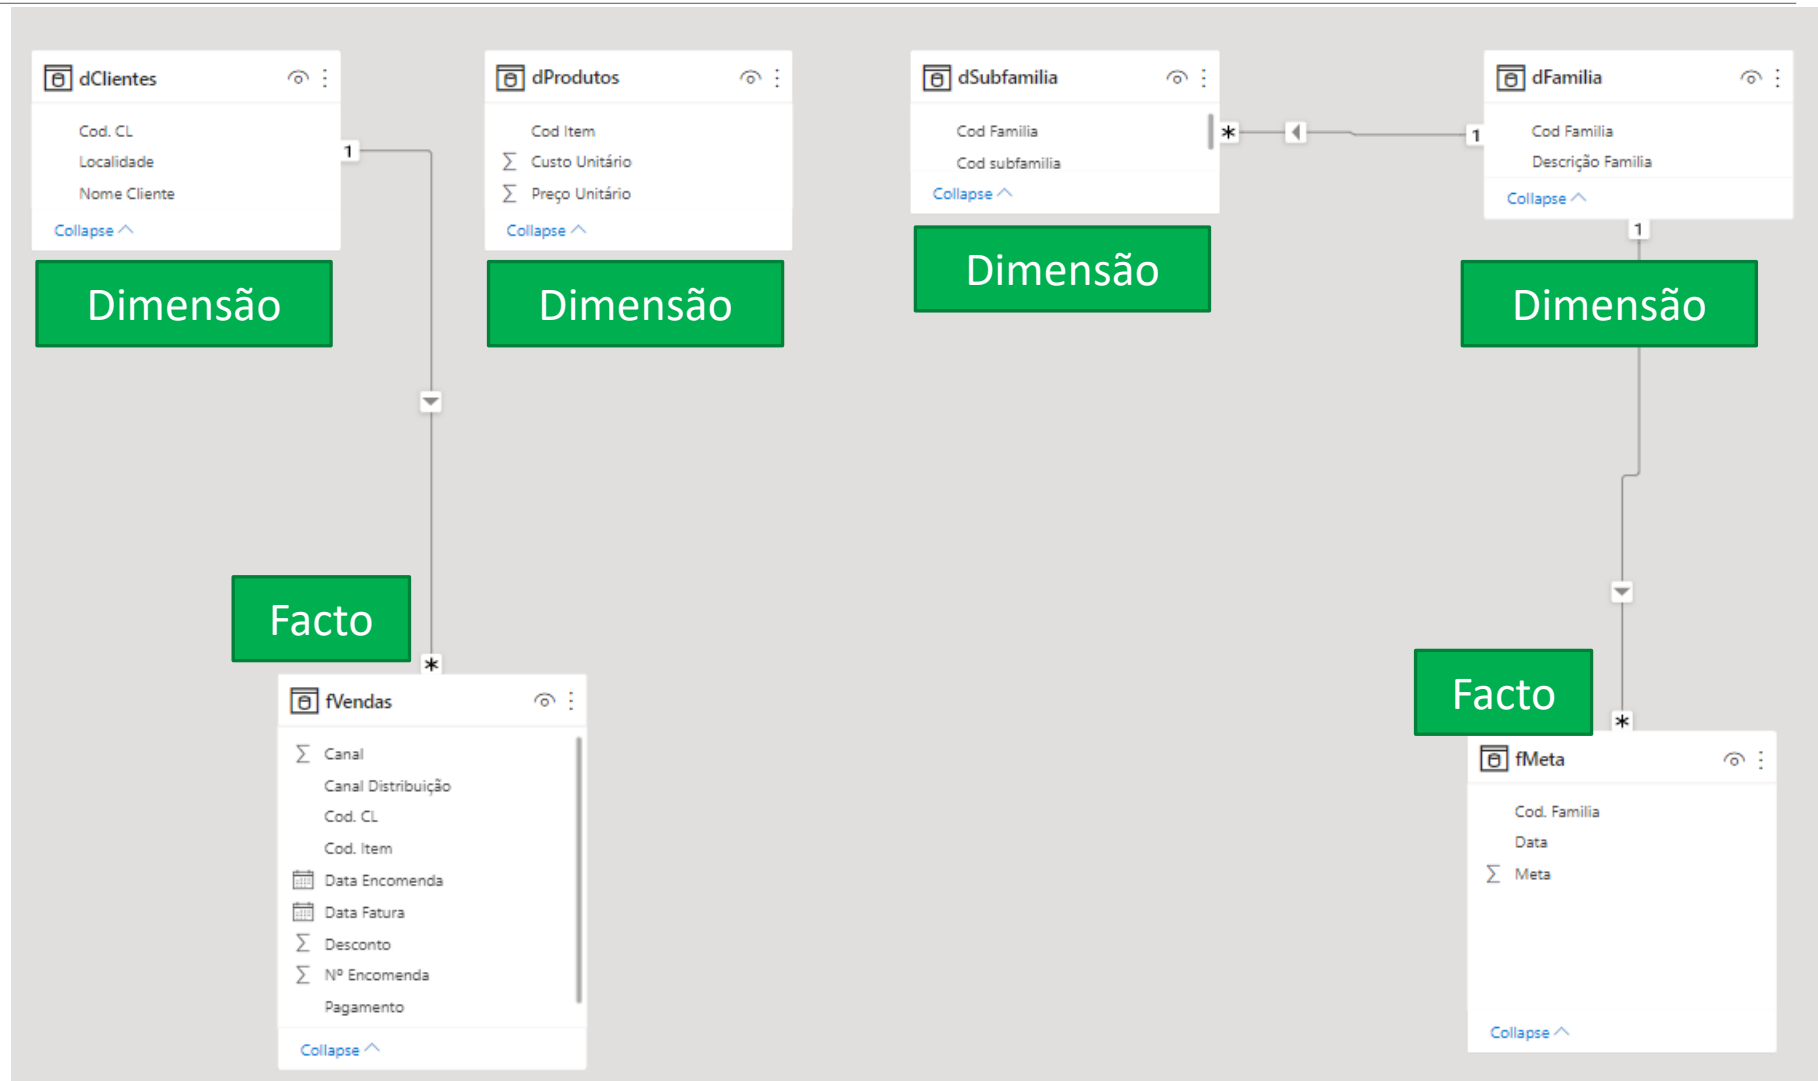 dClientes
Cod. CL
Localidade
Nome Cliente
Collapse
Dimensão
1
dProdutos
Cod Item
Custo Unitário
Preço Unitário
Collapse
Dimensão
dSubfamilia
Cod Familia
Cod subfamilia
Collapse
Dimensão
*
1
dFamilia
Cod Familia
Descrição Familia
Collapse
1
Dimensão
Facto
*
fVendas
Σ Canal
Canal Distribuição
Cod. CL
Cod. Item
Data Encomenda
Data Fatura
Σ Desconto
Σ Nº Encomenda
Pagamento
Collapse
Facto
*
fMeta
Cod. Familia
Data
Σ Meta
Collapse